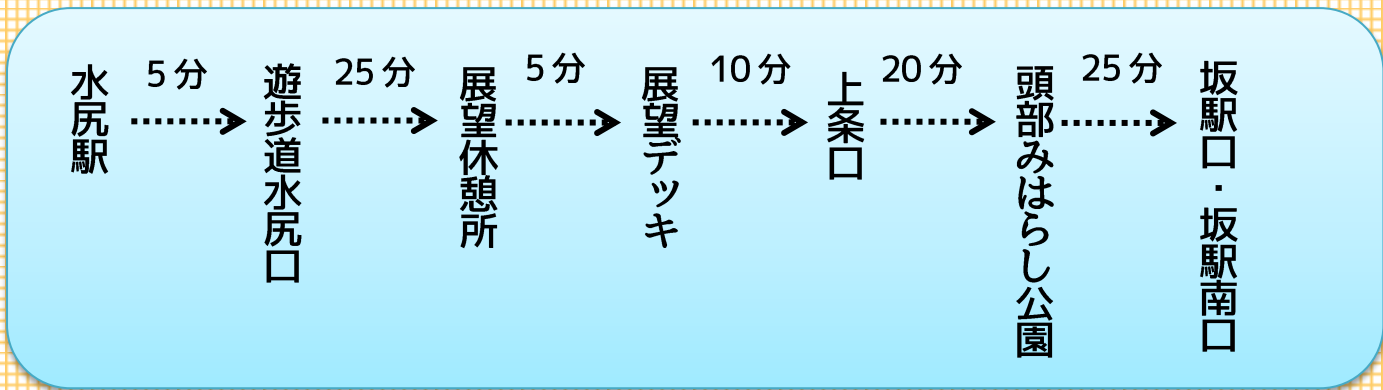 水尻駅
5分
遊歩道水尻口
25分
展望休憩所
5分
展望デッキ
10分
上条口
20分
頭部みはらし公園
25分
坂駅口・坂駅南口